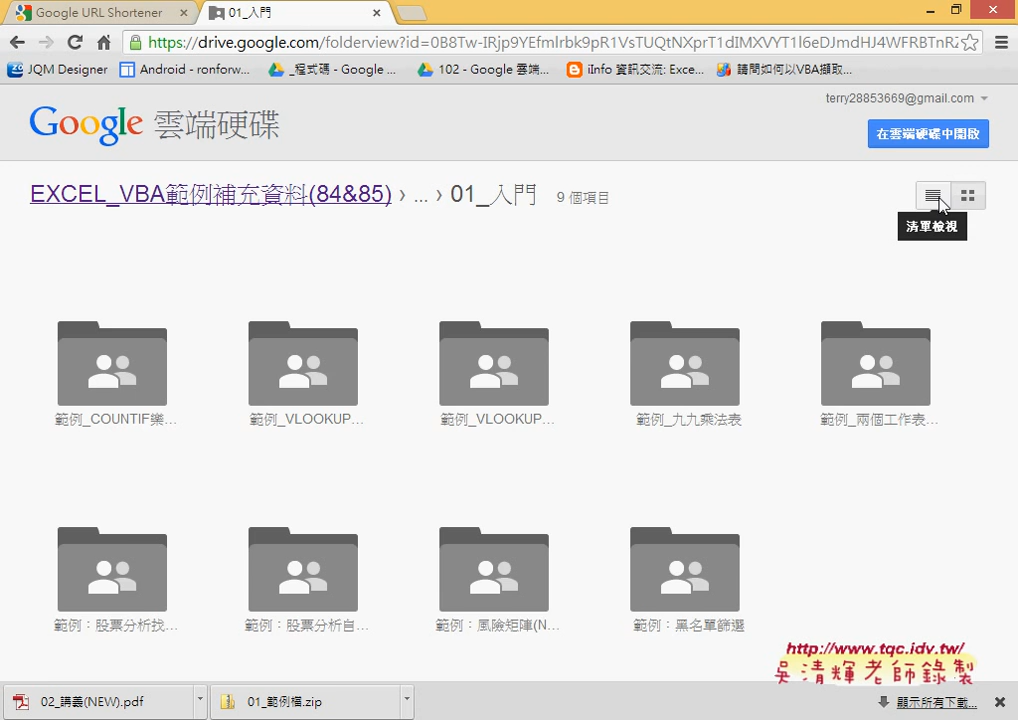 Google URL Shortener
01_入門
https://drive.google.com/folderview?id=0B8Tw-IRjp9YEfmlrbk9pR1VsTUQtNXprT1dIMXVYT1l6eDJmdHJ4WFRBTnR
JQM Designer
Android - ronforw...
_程式碼 - Google ...
102 - Google 雲端...
iInfo 資訊交流: Exce...
請問如何以VBA擷取...
terry28853669@gmail.com
Google 雲端硬碟
在雲端硬碟中開啟
EXCEL_VBA範例補充資料(84&85) › ... › 01_入門 9 個項目
清單檢視
範例_COUNTIF樂...
範例_VLOOKUP...
範例_VLOOKUP...
範例_九九乘法表
範例_兩個工作表...
範例：股票分析找...
範例：股票分析自...
範例：風險矩陣(N...
範例：黑名單篩選
http://www.tqc.idv.tw/
吳清輝老師錄製
02_講義(NEW).pdf
01_範例檔.zip
顯示所有下載...